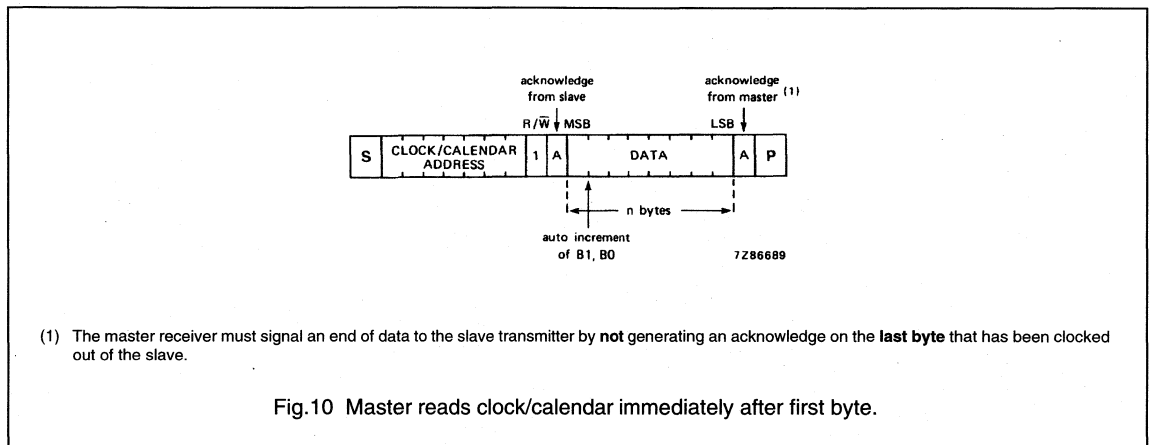 acknowledge
from slave
acknowledge
from master (1)
R/W̅ MSB
LSB
S CLOCK/CALENDAR ADDRESS 1 A DATA A P
n bytes
auto increment
of B1, B0
7Z86689
(1) The master receiver must signal an end of data to the slave transmitter by not generating an acknowledge on the last byte that has been clocked
out of the slave.
Fig.10 Master reads clock/calendar immediately after first byte.